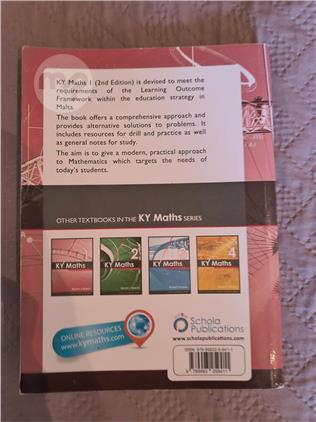 KY Maths 1 (2nd Edition) is devised to meet the
requirements of the Learning Outcome
Framework within the education strategy in
Malta.
The book offers a comprehensive approach and
provides alternative solutions to problems. It
includes resources for drill and practice as well
as general notes for study.
The aim is to give a modern, practical approach
to Mathematics which targets the needs of
today's students.
OTHER TEXTBOOKS IN THE KY Maths SERIES
KY Maths
KY Maths 2
KY Maths
KY Maths 4
ONLINE RESOURCES
www.kymaths.com
Schola
Publications
www.scholapublications.com